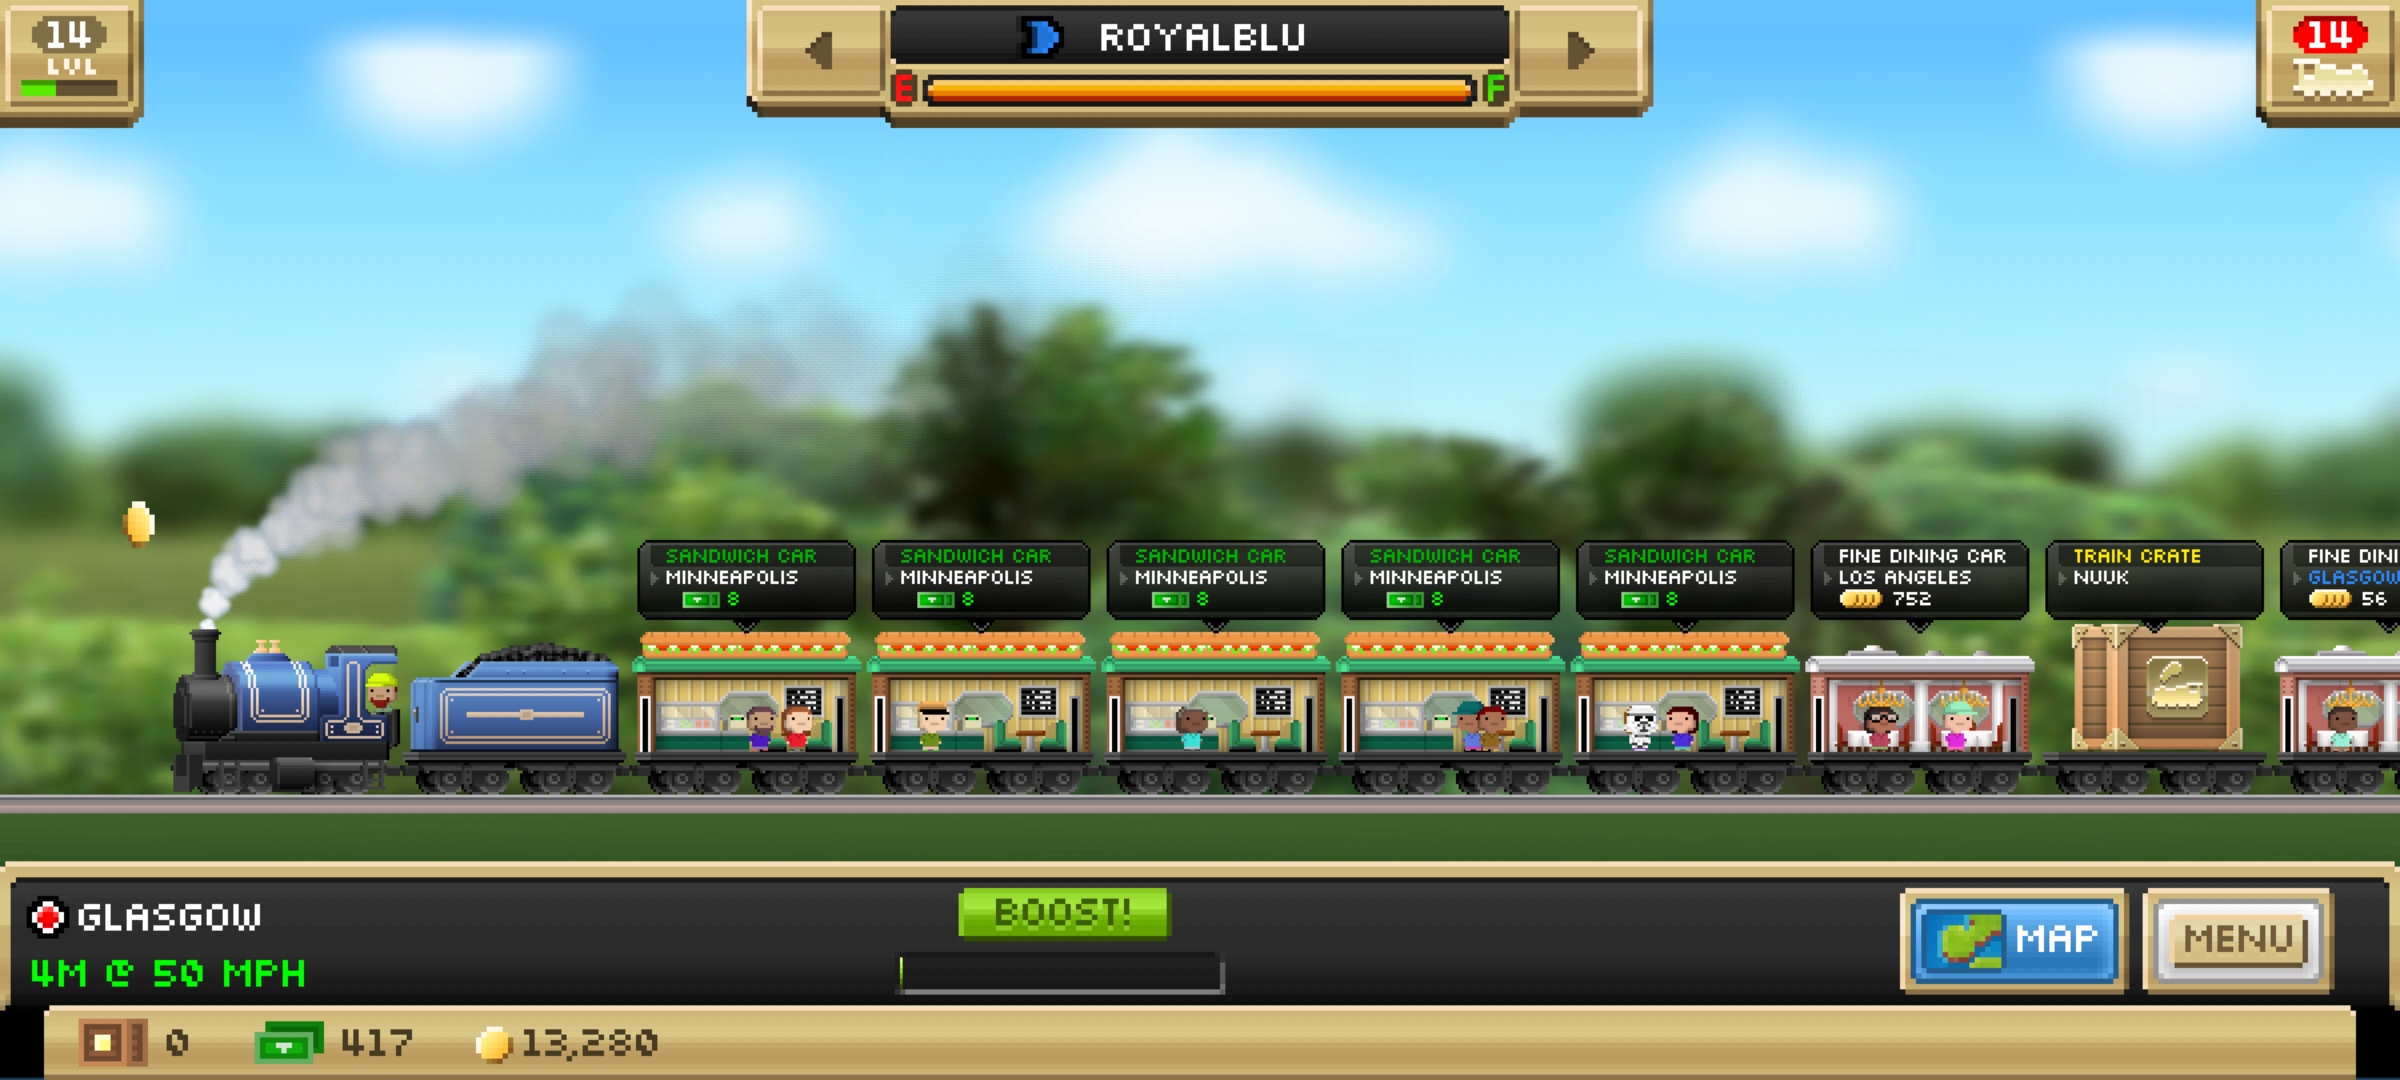 14
LVL
ROYALBLU
E F
14
SANDWICH CAR
MINNEAPOLIS
8
SANDWICH CAR
MINNEAPOLIS
8
SANDWICH CAR
MINNEAPOLIS
8
SANDWICH CAR
MINNEAPOLIS
8
SANDWICH CAR
MINNEAPOLIS
8
FINE DINING CAR
LOS ANGELES
752
TRAIN CRATE
NUUK
FINE DINI
GLASGOW
56
GLASGOW
4M @ 50 MPH
BOOST!
MAP
MENU
0
417
13,280